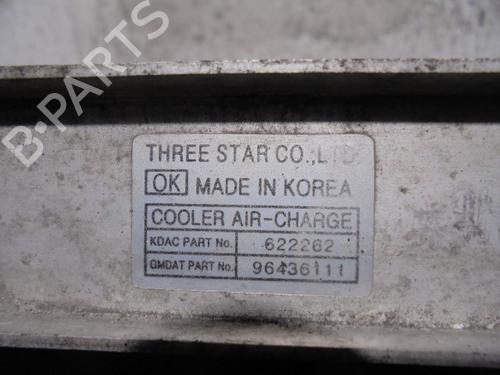 B-PARTS
THREE STAR CO.,LTD.
OK MADE IN KOREA
COOLER AIR-CHARGE
KDAC PART No. 622262
GMDAT PART No. 96436111